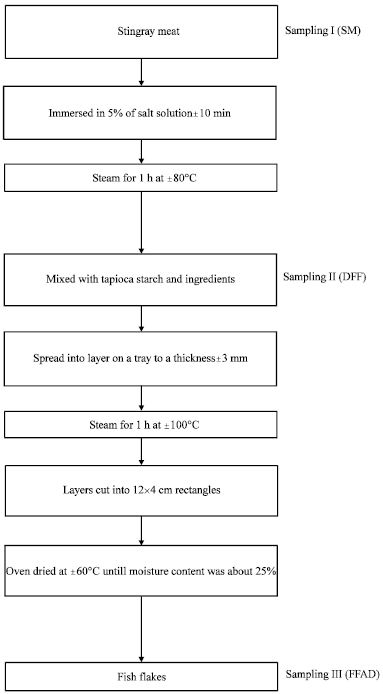 Stingray meat
Sampling I (SM)
Immersed in 5% of salt solution±10 min
Steam for 1 h at ±80°C
Mixed with tapioca starch and ingredients
Sampling II (DFF)
Spread into layer on a tray to a thickness±3 mm
Steam for 1 h at ±100°C
Layers cut into 12×4 cm rectangles
Oven dried at ±60°C untill moisture content was about 25%
Fish flakes
Sampling III (FFAD)